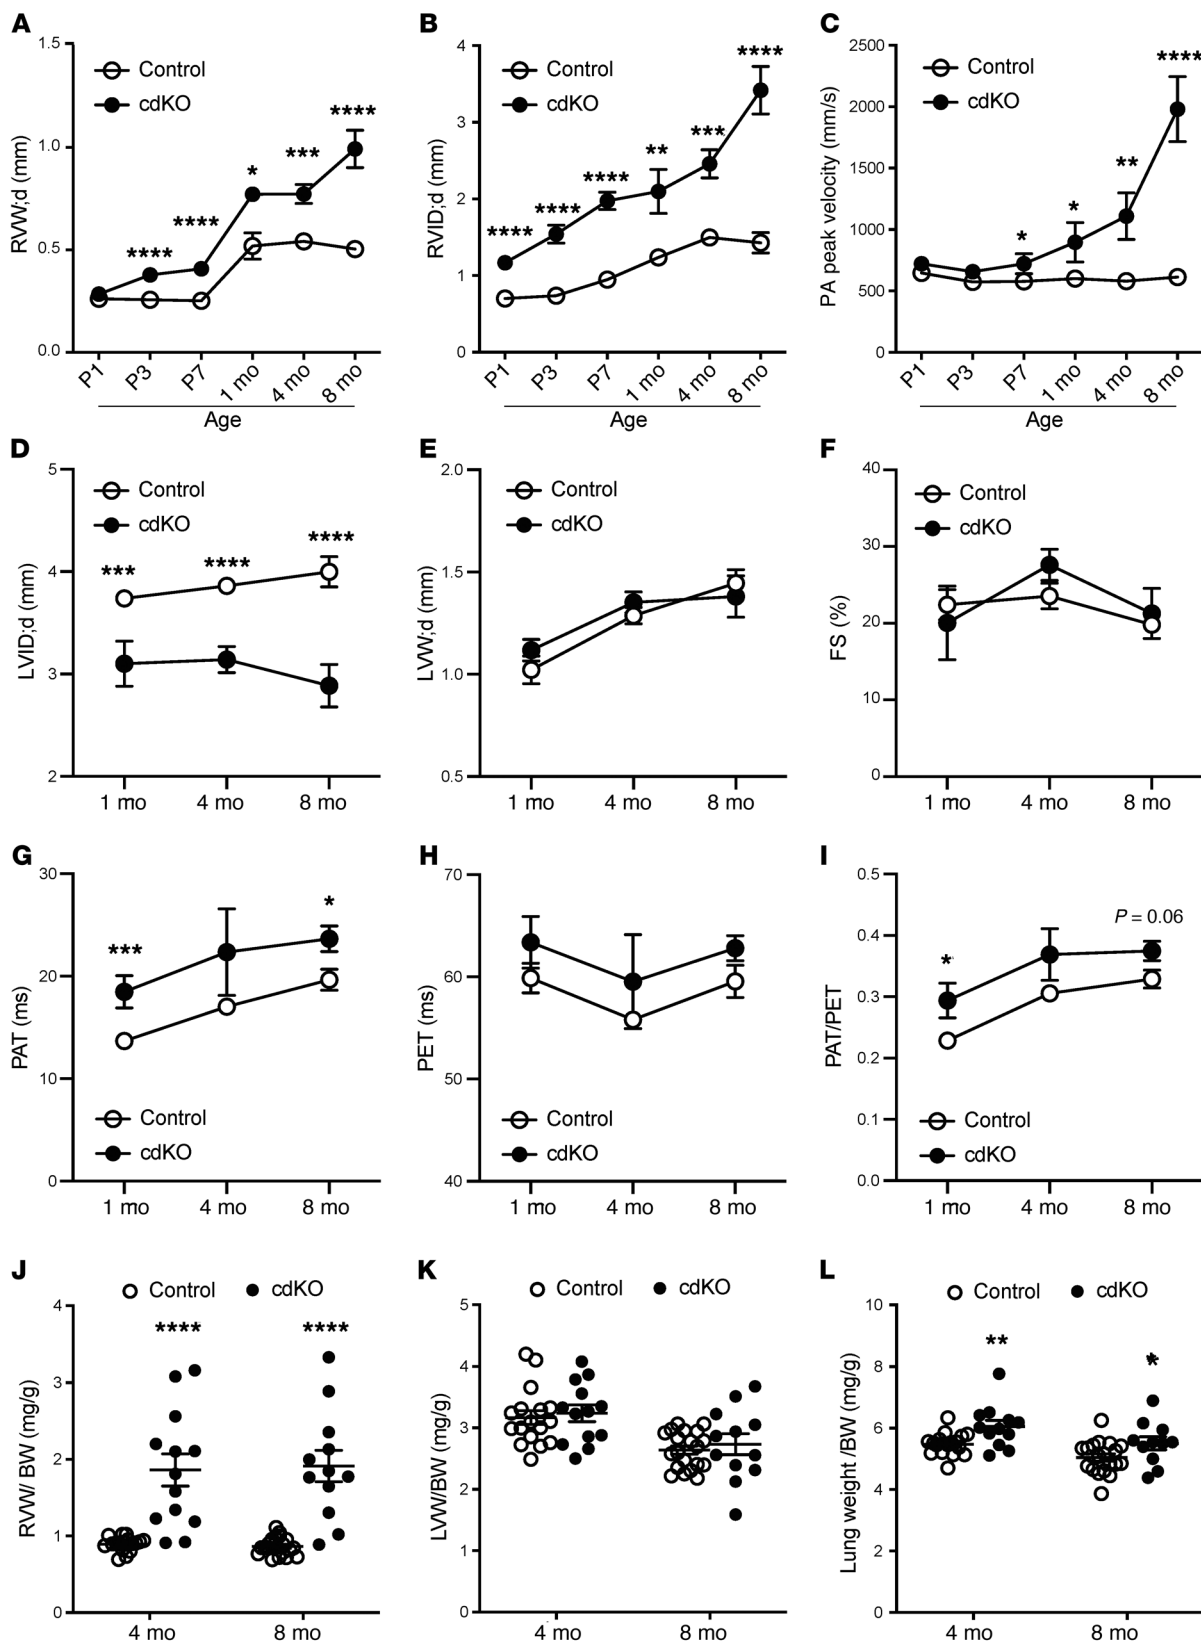 A
RVW;d (mm)
1.5
1.0
0.5
0.0
Control
cdKO
**** **** * *** ****
P1 P3 P7 1 mo 4 mo 8 mo
Age
B
RVID;d (mm)
4
3
2
1
0
Control
cdKO
**** **** **** ** *** ****
P1 P3 P7 1 mo 4 mo 8 mo
Age
C
PA peak velocity (mm/s)
2500
2000
1500
1000
500
0
Control
cdKO
* * ** ****
P1 P3 P7 1 mo 4 mo 8 mo
Age
D
LVID;d (mm)
5
4
3
2
Control
cdKO
*** **** ****
1 mo 4 mo 8 mo
E
LVW;d (mm)
2.0
1.5
1.0
0.5
Control
cdKO
1 mo 4 mo 8 mo
F
FS (%)
40
30
20
10
0
Control
cdKO
1 mo 4 mo 8 mo
G
PAT (ms)
30
20
10
0
*** *
Control
cdKO
1 mo 4 mo 8 mo
H
PET (ms)
70
60
50
40
Control
cdKO
1 mo 4 mo 8 mo
I
PAT/PET
0.5
0.4
0.3
0.2
0.1
0.0
* P = 0.06
Control
cdKO
1 mo 4 mo 8 mo
J
Control cdKO
RVW/ BW (mg/g)
4
3
2
1
0
**** ****
4 mo 8 mo
K
Control cdKO
LVW/BW (mg/g)
5
4
3
2
1
0
4 mo 8 mo
L
Control cdKO
Lung weight /BW (mg/g)
10
8
6
4
2
0
** *
4 mo 8 mo